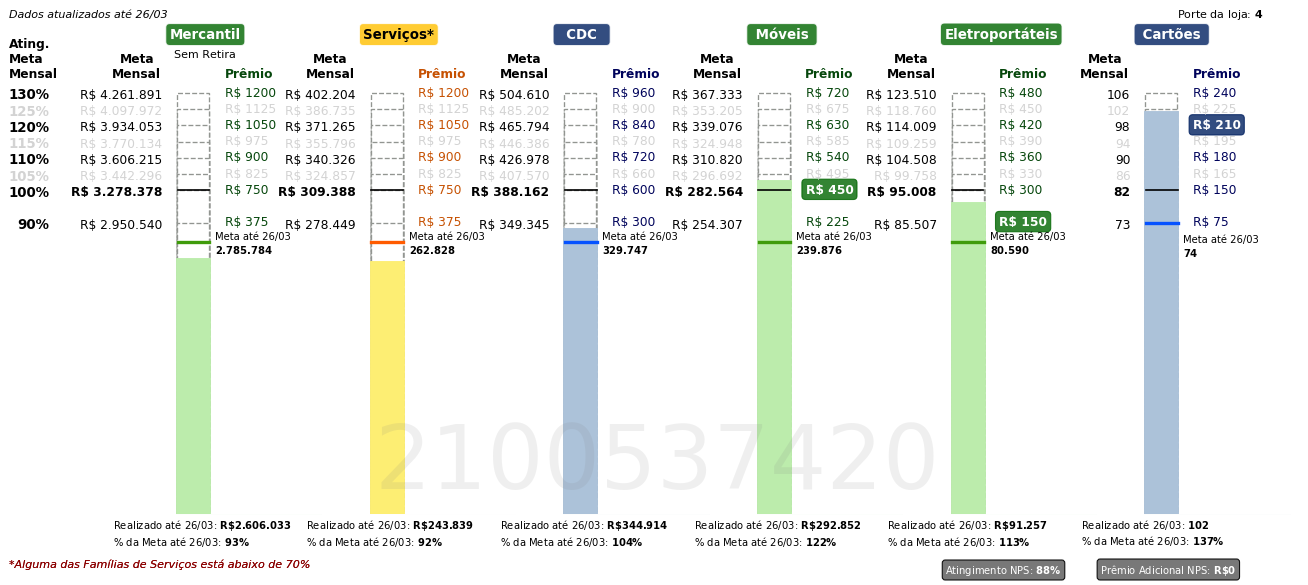 Dados atualizados até 26/03
Porte da loja: 4
Mercantil Serviços* CDC Móveis Eletroportáteis Cartões
Sem Retira
Ating. Meta Mensal
Meta Mensal Prêmio Meta Mensal Prêmio Meta Mensal Prêmio Meta Mensal Prêmio Meta Mensal Prêmio Meta Mensal Prêmio
130% R$ 4.261.891 R$ 1200 R$ 402.204 R$ 1200 R$ 504.610 R$ 960 R$ 367.333 R$ 720 R$ 123.510 R$ 480 106 R$ 240
125% R$ 4.097.972 R$ 1125 R$ 386.735 R$ 1125 R$ 485.202 R$ 900 R$ 353.205 R$ 675 R$ 118.760 R$ 450 102 R$ 225
120% R$ 3.934.053 R$ 1050 R$ 371.265 R$ 1050 R$ 465.794 R$ 840 R$ 339.076 R$ 630 R$ 114.009 R$ 420 98 R$ 210
115% R$ 3.770.134 R$ 975 R$ 355.796 R$ 975 R$ 446.386 R$ 780 R$ 324.948 R$ 585 R$ 109.259 R$ 390 94 R$ 195
110% R$ 3.606.215 R$ 900 R$ 340.326 R$ 900 R$ 426.978 R$ 720 R$ 310.820 R$ 540 R$ 104.508 R$ 360 90 R$ 180
105% R$ 3.442.296 R$ 825 R$ 324.857 R$ 825 R$ 407.570 R$ 660 R$ 296.692 R$ 495 R$ 99.758 R$ 330 86 R$ 165
100% R$ 3.278.378 R$ 750 R$ 309.388 R$ 750 R$ 388.162 R$ 600 R$ 282.564 R$ 450 R$ 95.008 R$ 300 82 R$ 150
90% R$ 2.950.540 R$ 375 R$ 278.449 R$ 375 R$ 349.345 R$ 300 R$ 254.307 R$ 225 R$ 85.507 R$ 150 73 R$ 75
Meta até 26/03 Meta até 26/03 Meta até 26/03 Meta até 26/03 Meta até 26/03 Meta até 26/03
2.785.784 262.828 329.747 239.876 80.590 74
2100537420
Realizado até 26/03: R$2.606.033 Realizado até 26/03: R$243.839 Realizado até 26/03: R$344.914 Realizado até 26/03: R$292.852 Realizado até 26/03: R$91.257 Realizado até 26/03: 102
% da Meta até 26/03: 93% % da Meta até 26/03: 92% % da Meta até 26/03: 104% % da Meta até 26/03: 122% % da Meta até 26/03: 113% % da Meta até 26/03: 137%
*Alguma das Famílias de Serviços está abaixo de 70%
Atingimento NPS: 88% Prêmio Adicional NPS: R$0